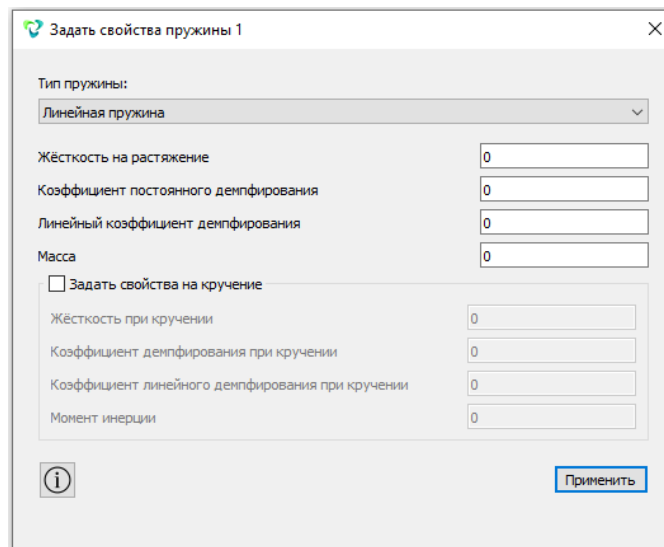 Задать свойства пружины 1
Тип пружины:
Линейная пружина
Жёсткость на растяжение 0
Коэффициент постоянного демпфирования 0
Линейный коэффициент демпфирования 0
Масса 0
Задать свойства на кручение
Жёсткость при кручении 0
Коэффициент демпфирования при кручении 0
Коэффициент линейного демпфирования при кручении 0
Момент инерции 0
Применить